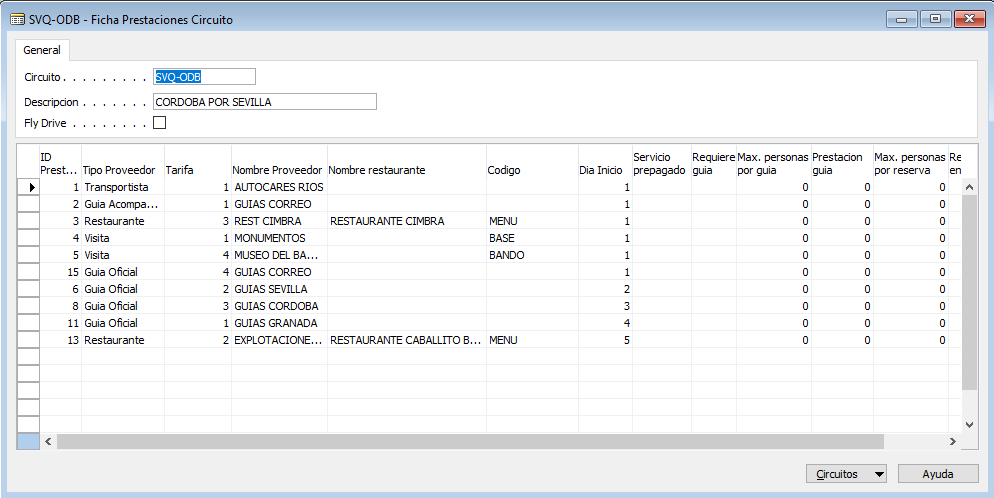 SVQ-ODB - Ficha Prestaciones Circuito
General
Circuito . . . . . . . . . SVQ-ODB
Descripcion . . . . . . . CORDOBA POR SEVILLA
Fly Drive . . . . . . . .
ID Prest... Tipo Proveedor Tarifa Nombre Proveedor Nombre restaurante Codigo Dia Inicio Servicio prepagado Requiere guia Max. personas por guia Prestacion guia Max. personas por reserva Re en
1 Transportista 1 AUTOCARES RIOS 1 0 0 0
2 Guia Acompa... 1 GUIAS CORREO 1 0 0 0
3 Restaurante 3 REST CIMBRA RESTAURANTE CIMBRA MENU 1 0 0 0
4 Visita 1 MONUMENTOS BASE 1 0 0 0
5 Visita 4 MUSEO DEL BA... BANDO 1 0 0 0
15 Guia Oficial 4 GUIAS CORREO 1 0 0 0
6 Guia Oficial 2 GUIAS SEVILLA 2 0 0 0
8 Guia Oficial 3 GUIAS CORDOBA 3 0 0 0
11 Guia Oficial 1 GUIAS GRANADA 4 0 0 0
13 Restaurante 2 EXPLOTACIONE... RESTAURANTE CABALLITO B... MENU 5 0 0 0
Circuitos Ayuda